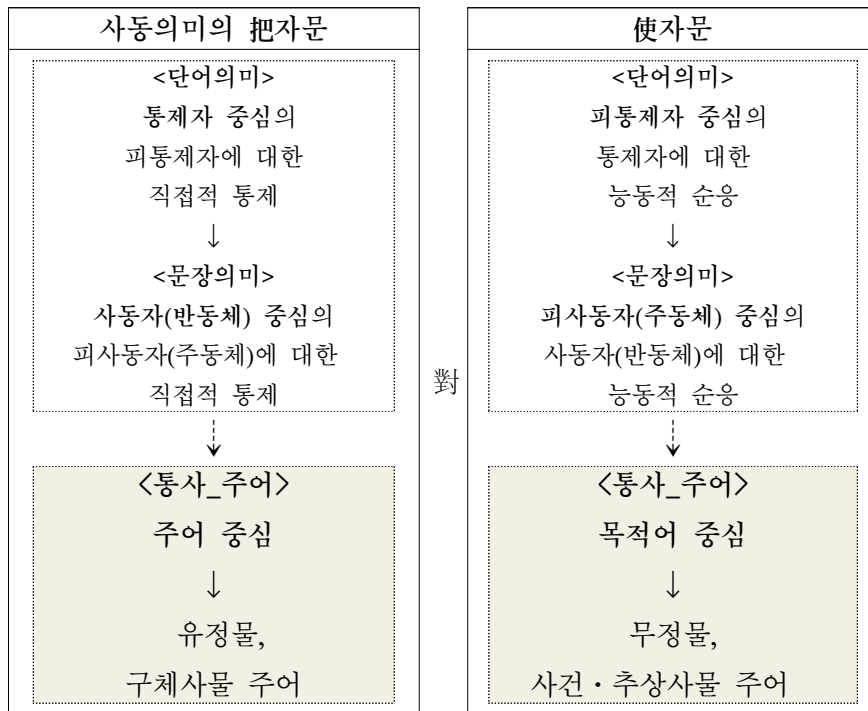 사동의미의 把자문
<단어의미>
통제자 중심의
피통제자에 대한
직접적 통제
↓
<문장의미>
사동자(반동체) 중심의
피사동자(주동체)에 대한
직접적 통제
<통사_주어>
주어 중심
↓
유정물,
구체사물 주어
對
使자문
<단어의미>
피통제자 중심의
통제자에 대한
능동적 순응
↓
<문장의미>
피사동자(주동체) 중심의
사동자(반동체)에 대한
능동적 순응
<통사_주어>
목적어 중심
↓
무정물,
사건・추상사물 주어